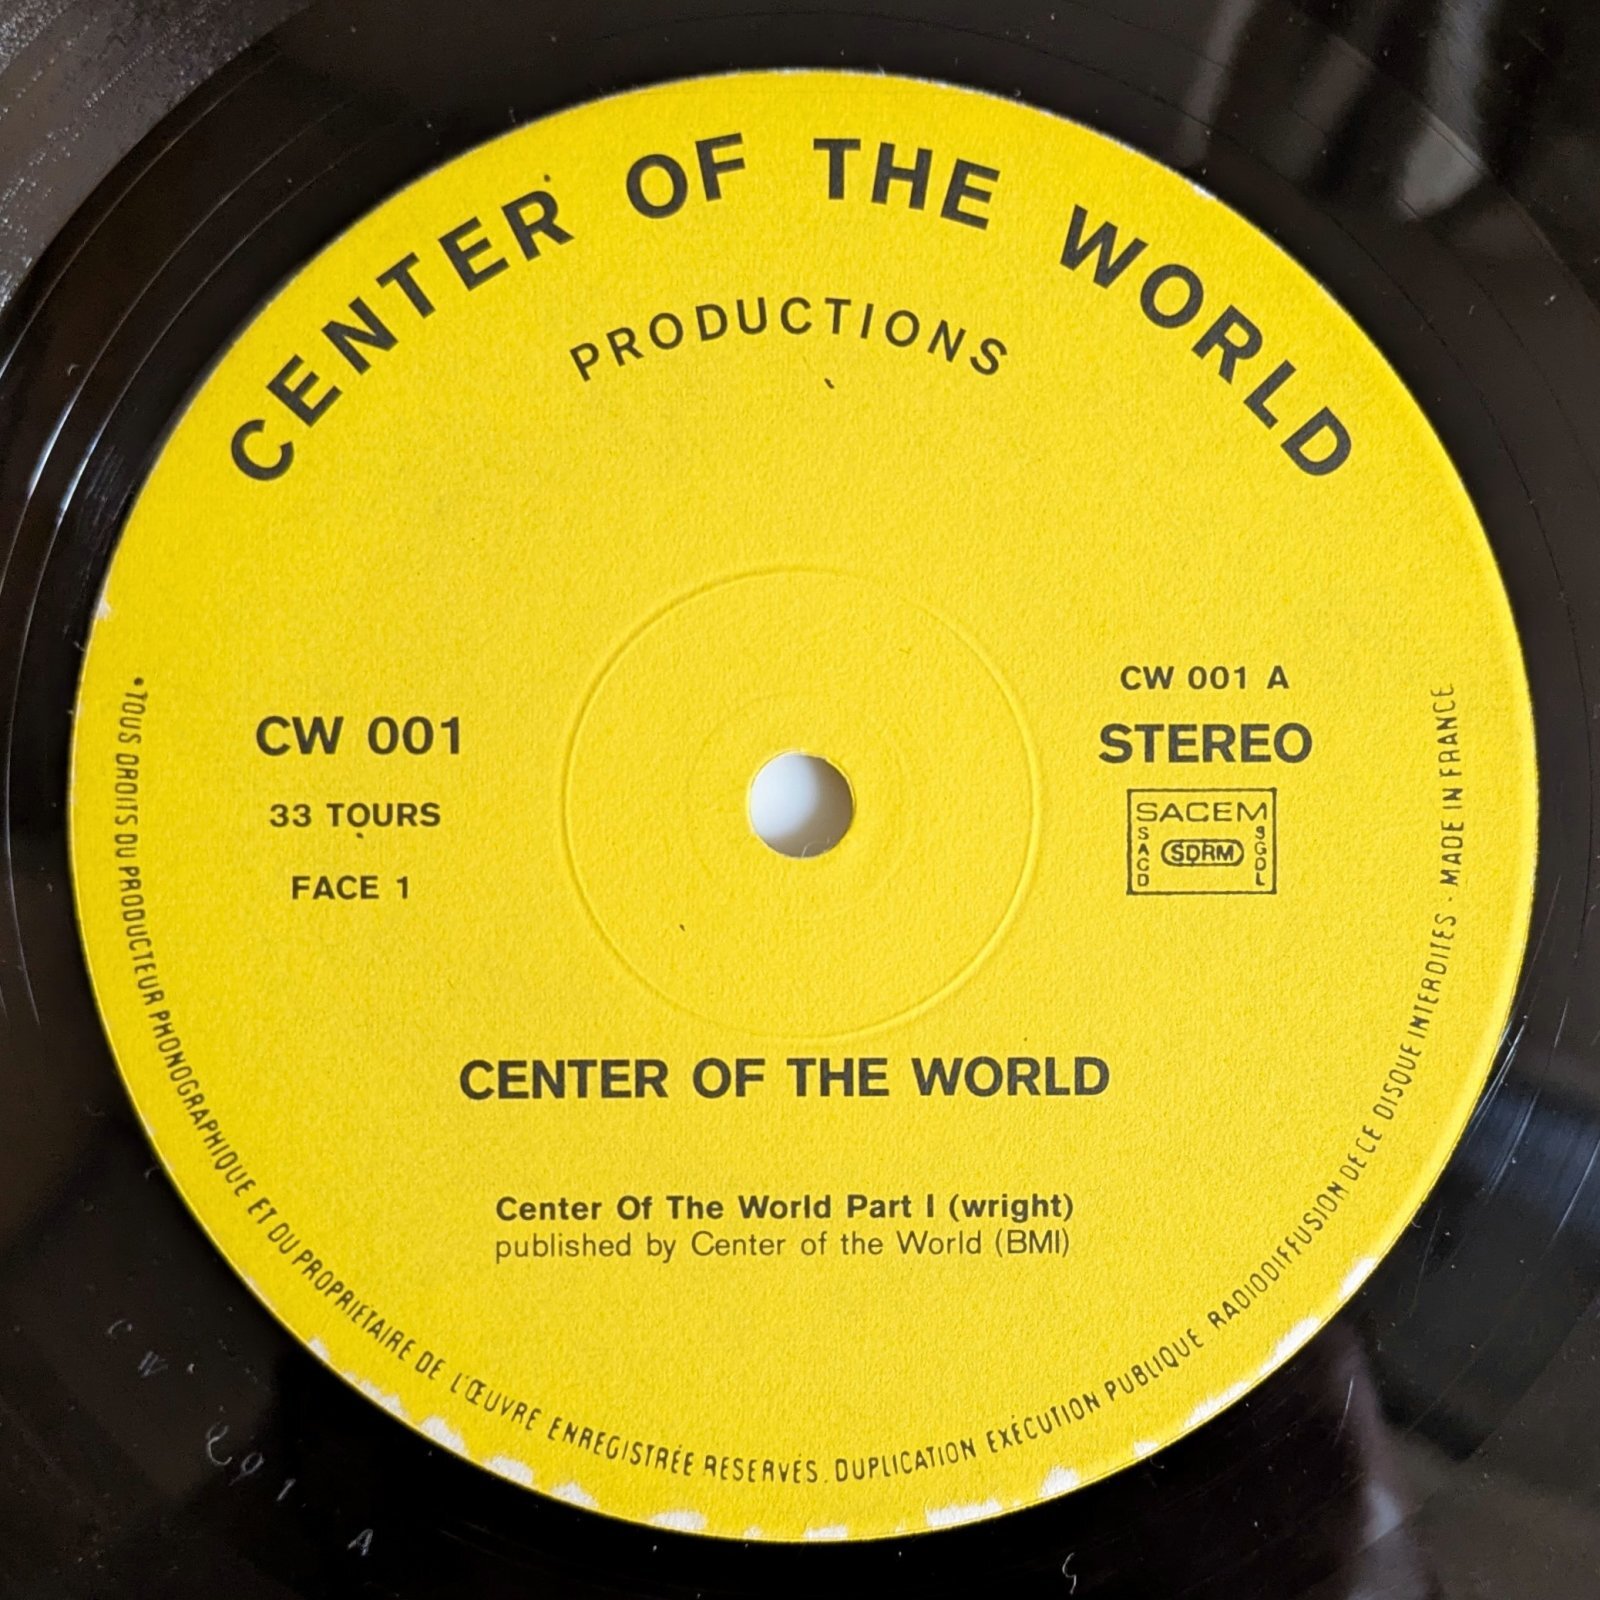 CENTER OF THE WORLD
PRODUCTIONS
CW 001
33 TOURS
FACE 1
CW 001 A
STEREO
SACEM
SACD
SDRM
SGDL
CENTER OF THE WORLD
Center Of The World Part I (wright)
published by Center of the World (BMI)
•TOUS DROITS DU PRODUCTEUR PHONOGRAPHIQUE ET DU PROPRIÉTAIRE DE L'ŒUVRE ENREGISTRÉE RESERVÉS. DUPLICATION EXÉCUTION PUBLIQUE RADIODIFFUSION DE CE DISQUE INTERDITES - MADE IN FRANCE